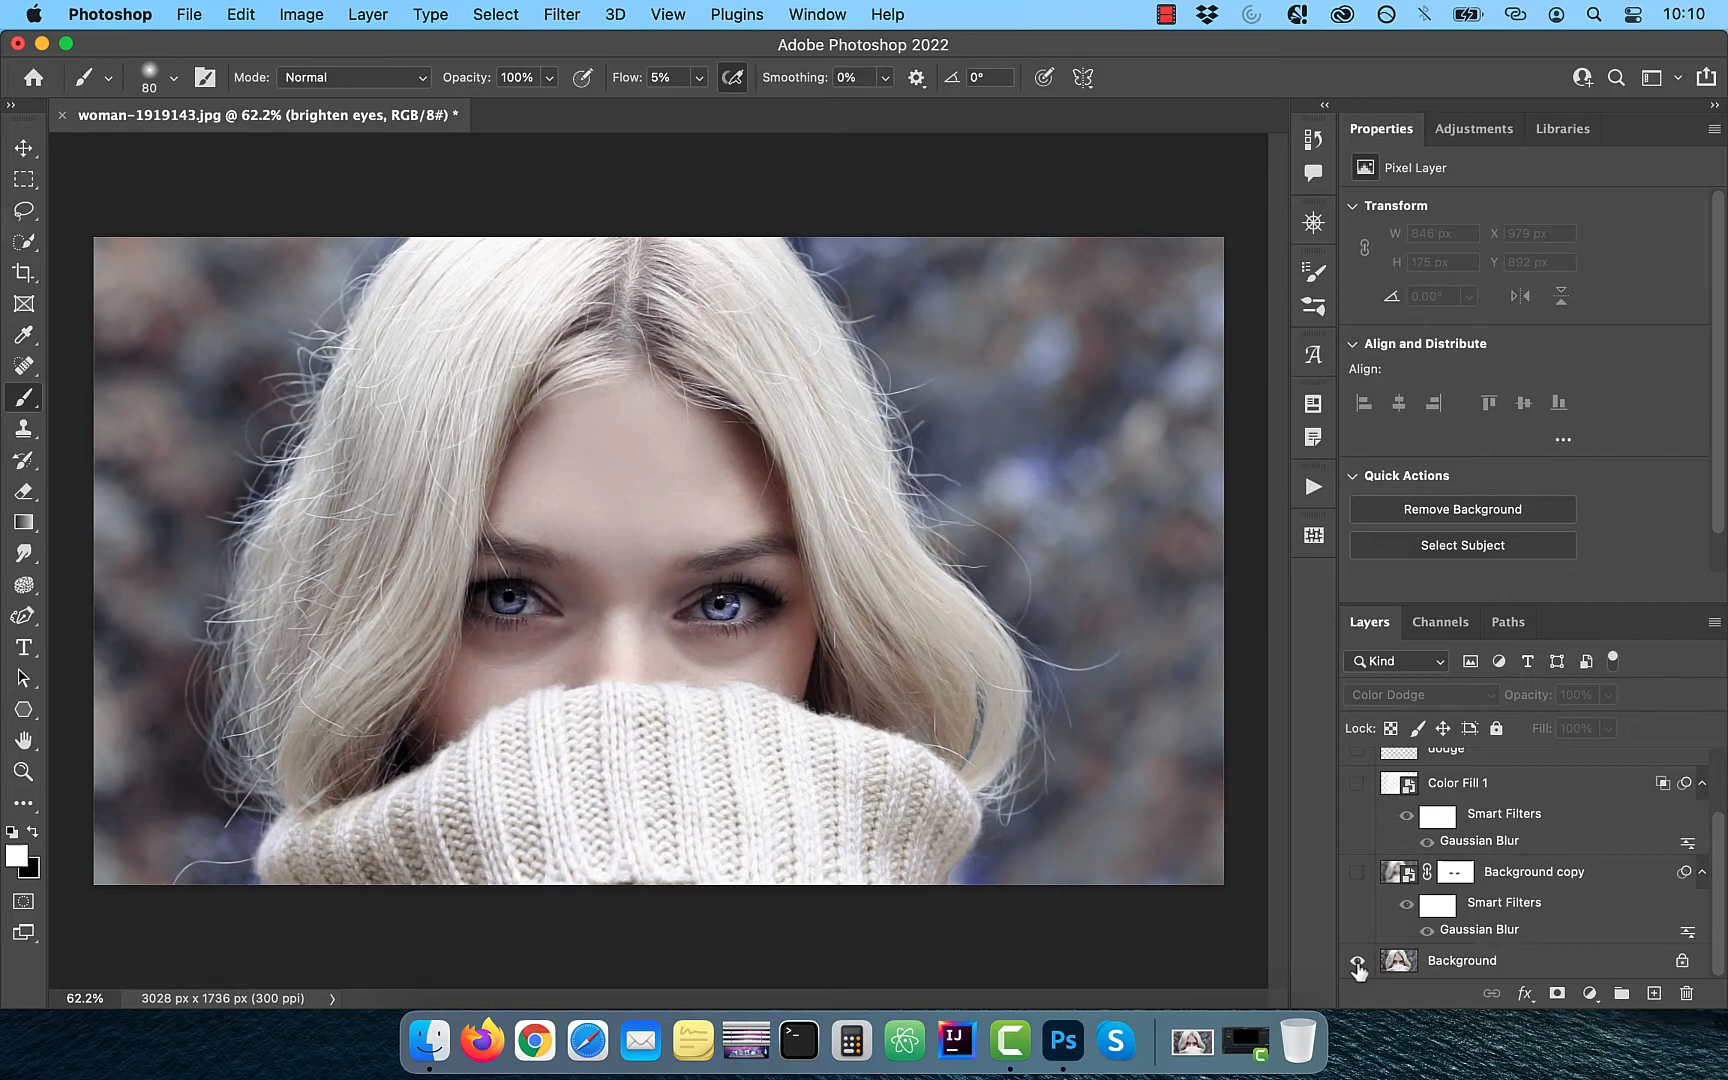 Photoshop File Edit Image Layer Type Select Filter 3D View Plugins Window Help 10:10
Adobe Photoshop 2022
80 Mode: Normal Opacity: 100% Flow: 5% Smoothing: 0% 0°
woman-1919143.jpg @ 62.2% (brighten eyes, RGB/8#) *
Properties Adjustments Libraries
Pixel Layer
Transform
W 846 px X 979 px
H 175 px Y 892 px
0.00°
Align and Distribute
Align:
Quick Actions
Remove Background
Select Subject
Layers Channels Paths
Kind
Color Dodge Opacity: 100%
Lock: Fill: 100%
dodge
Color Fill 1
Smart Filters
Gaussian Blur
Background copy
Smart Filters
Gaussian Blur
Background
fx
62.2% 3028 px x 1736 px (300 ppi)
IJ
Ps